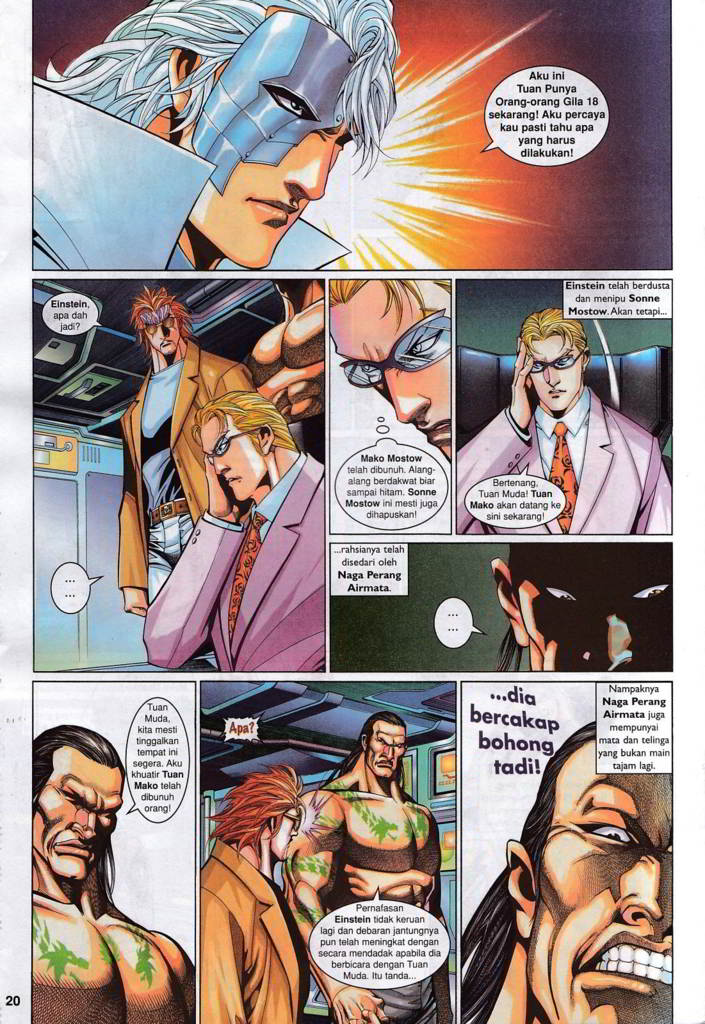 Aku ini
Tuan Punya
Orang-orang Gila 18
sekarang! Aku percaya
kau pasti tahu apa
yang harus
dilakukan!
Einstein,
apa dah
jadi?
...
...
Mako Mostow
telah dibunuh. Alang-
alang berdakwat biar
sampai hitam. Sonne
Mostow ini mesti juga
dihapuskan!
Einstein telah berdusta
dan menipu Sonne
Mostow. Akan tetapi...
Bertenang,
Tuan Muda! Tuan
Mako akan datang ke
sini sekarang!
...rahsianya telah
disedari oleh
Naga Perang
Airmata.
...
...
Tuan
Muda,
kita mesti
tinggalkan
tempat ini
segera. Aku
khuatir Tuan
Mako telah
dibunuh
orang!
Apa?
Pernafasan
Einstein tidak keruan
lagi dan debaran jantungnya
pun telah meningkat dengan
secara mendadak apabila dia
berbicara dengan Tuan
Muda. Itu tanda...
...dia
bercakap
bohong
tadi!
Nampaknya
Naga Perang
Airmata juga
mempunyai
mata dan telinga
yang bukan main
tajam lagi.
20